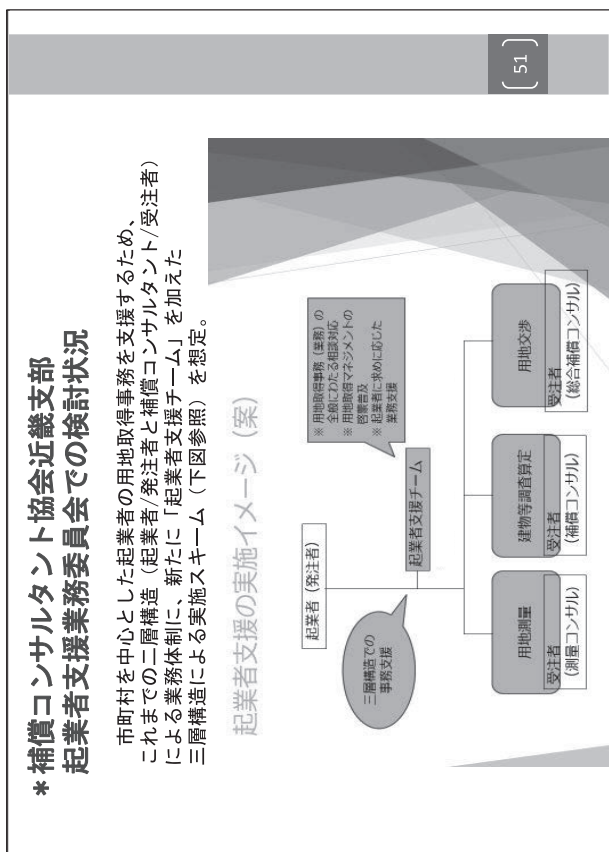 *補償コンサルタント協会近畿支部
起業者支援業務委員会での検討状況
市町村を中心とした起業者の用地取得事務を支援するため、
これまでの二層構造（起業者/発注者と補償コンサルタント/受注者）
による業務体制に、新たに「起業者支援チーム」を加えた
三層構造による実施スキーム（下図参照）を想定。
起業者支援の実施イメージ（案）
起業者（発注者）
三層構造での
事務支援
起業者支援チーム
※用地取得事務（業務）の
全般にわたる相談対応
※用地取得マネジメントの
啓蒙普及
※起業者に求めに応じた
業務支援
用地測量
受注者
（測量コンサル）
建物等調査算定
受注者
（補償コンサル）
用地交渉
受注者
（総合補償コンサル）
51